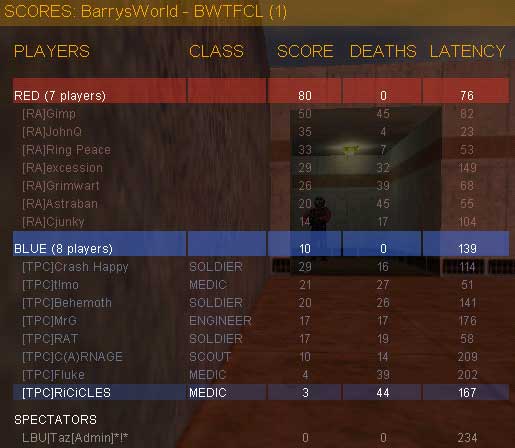 SCORES: BarrysWorld - BWTFCL (1)
PLAYERS CLASS SCORE DEATHS LATENCY
RED (7 players) 80 0 76
[RA]Gimp 50 45 82
[RA]JohnQ 35 4 23
[RA]Ring Peace 33 7 53
[RA]excession 29 32 149
[RA]Grimwart 26 39 68
[RA]Astraban 20 45 55
[RA]Cjunky 14 17 104
BLUE (8 players) 10 0 139
[TPC]Crash Happy SOLDIER 29 16 114
[TPC]tImo MEDIC 21 27 51
[TPC]Behemoth SOLDIER 20 26 141
[TPC]MrG ENGINEER 17 17 176
[TPC]RAT SOLDIER 17 19 58
[TPC]C(A)RNAGE SCOUT 10 14 209
[TPC]Fluke MEDIC 4 39 202
[TPC]RiCiCLES MEDIC 3 44 167
SPECTATORS
LBU|Taz[Admin]*!* 0 0 234